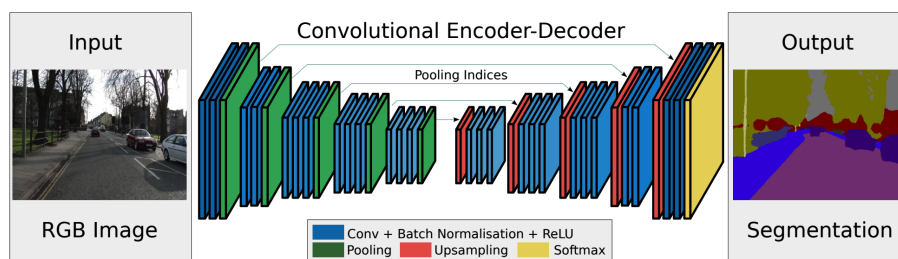 Input
RGB Image
Convolutional Encoder-Decoder
Pooling Indices
Conv + Batch Normalisation + ReLU
Pooling Upsampling Softmax
Output
Segmentation